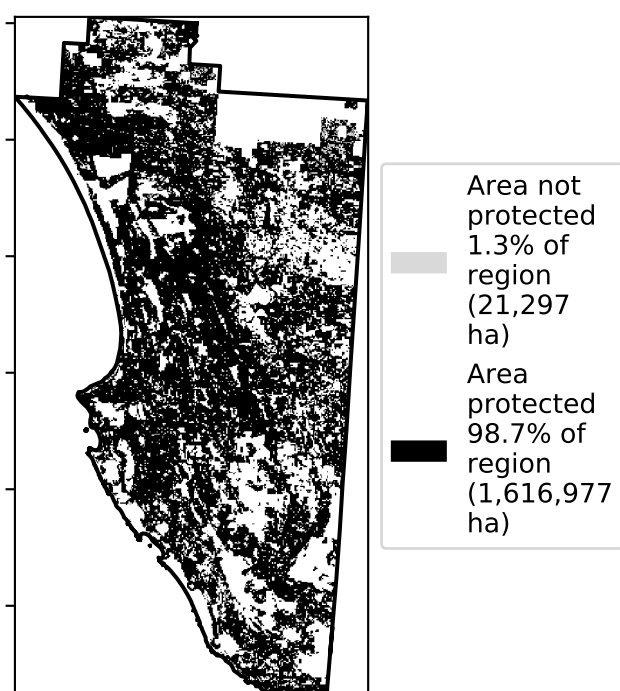 Area not
protected
1.3% of
region
(21,297
ha)
Area
protected
98.7% of
region
(1,616,977
ha)